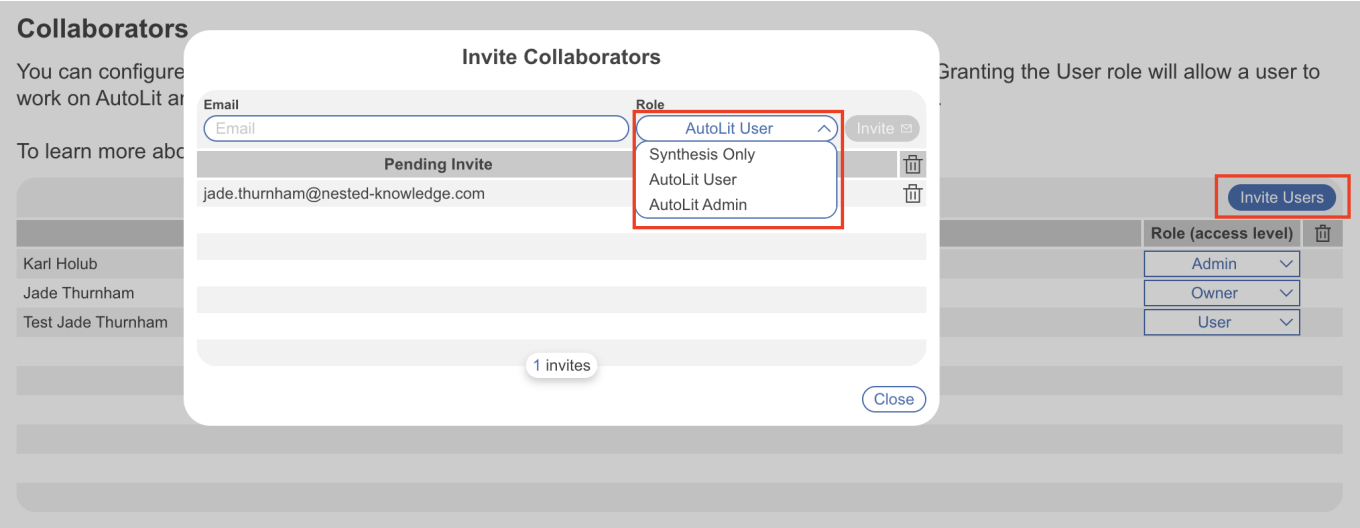 Collaborators
Invite Collaborators
You can configure
Granting the User role will allow a user to
work on AutoLit
To learn more
Email
Role
Email
AutoLit User
Invite
Synthesis Only
AutoLit User
AutoLit Admin
Pending Invite
jade.thurnham@nested-knowledge.com
Invite Users
Role (access level)
Karl Holub
Admin
Jade Thurnham
Owner
Test Jade Thurnham
User
1 invites
Close